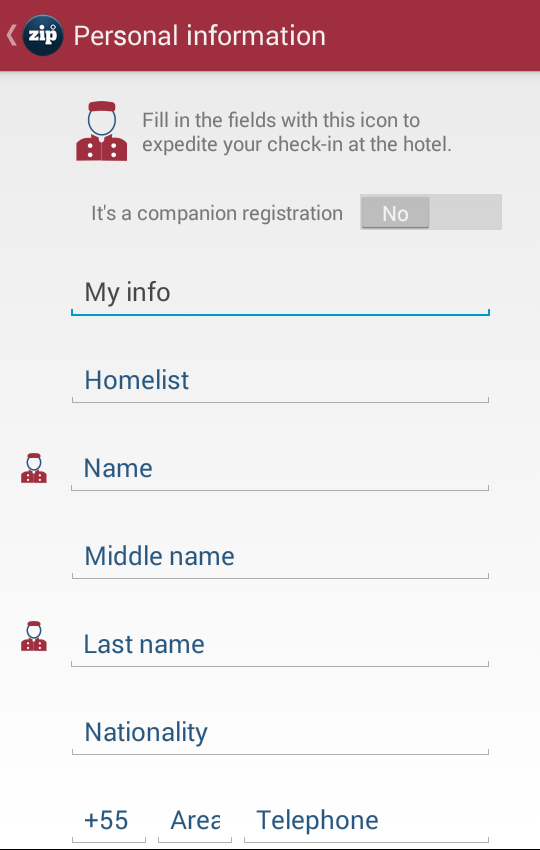 zip Personal information
Fill in the fields with this icon to
expedite your check-in at the hotel.
It's a companion registration No
My info
Homelist
Name
Middle name
Last name
Nationality
+55 Area Telephone